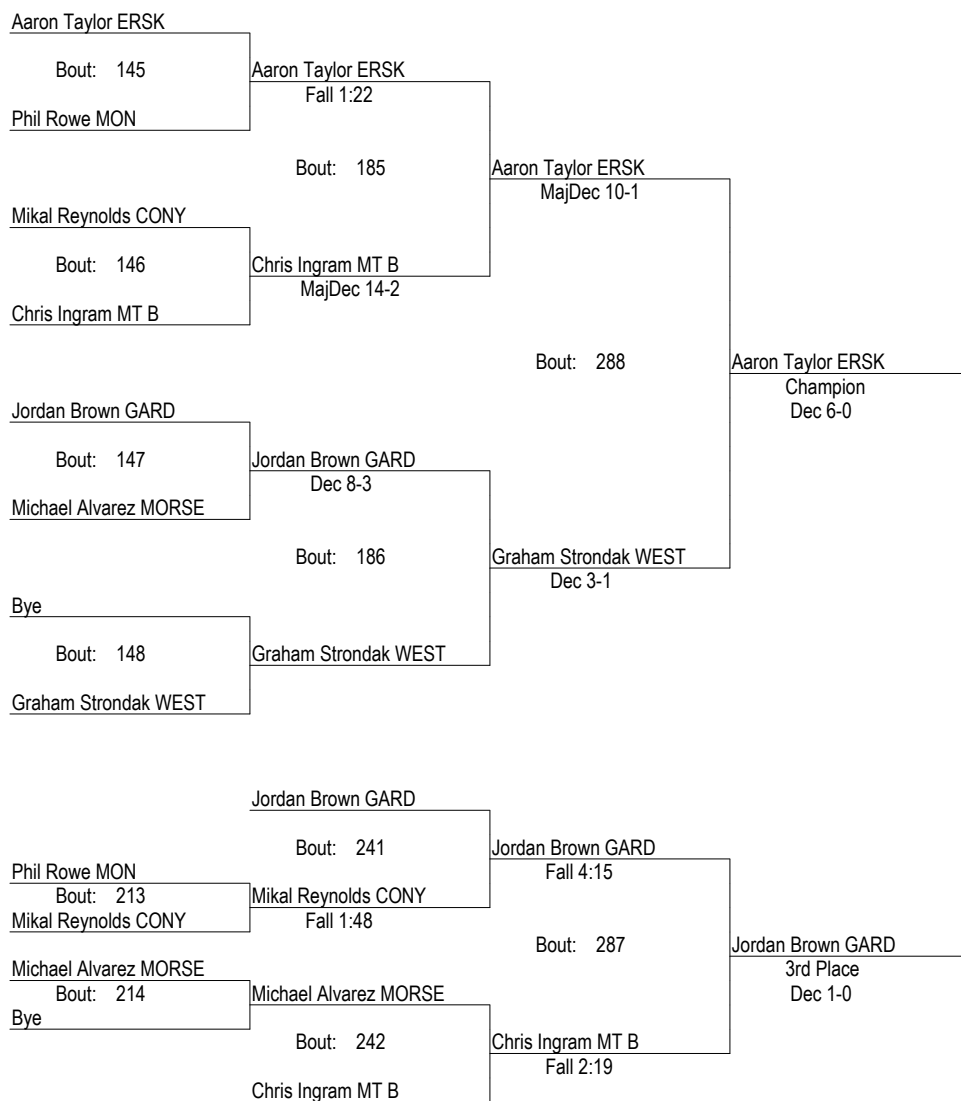 Aaron Taylor ERSK
Bout: 145
Phil Rowe MON
Aaron Taylor ERSK
Fall 1:22
Bout: 185
Mikal Reynolds CONY
Bout: 146
Chris Ingram MT B
Chris Ingram MT B
MajDec 14-2
Aaron Taylor ERSK
MajDec 10-1
Bout: 288
Jordan Brown GARD
Bout: 147
Michael Alvarez MORSE
Jordan Brown GARD
Dec 8-3
Bout: 186
Bye
Bout: 148
Graham Strondak WEST
Graham Strondak WEST
Graham Strondak WEST
Dec 3-1
Aaron Taylor ERSK
Champion
Dec 6-0
Jordan Brown GARD
Bout: 241
Phil Rowe MON
Bout: 213
Mikal Reynolds CONY
Mikal Reynolds CONY
Fall 1:48
Jordan Brown GARD
Fall 4:15
Bout: 287
Michael Alvarez MORSE
Bout: 214
Bye
Michael Alvarez MORSE
Bout: 242
Chris Ingram MT B
Chris Ingram MT B
Fall 2:19
Jordan Brown GARD
3rd Place
Dec 1-0